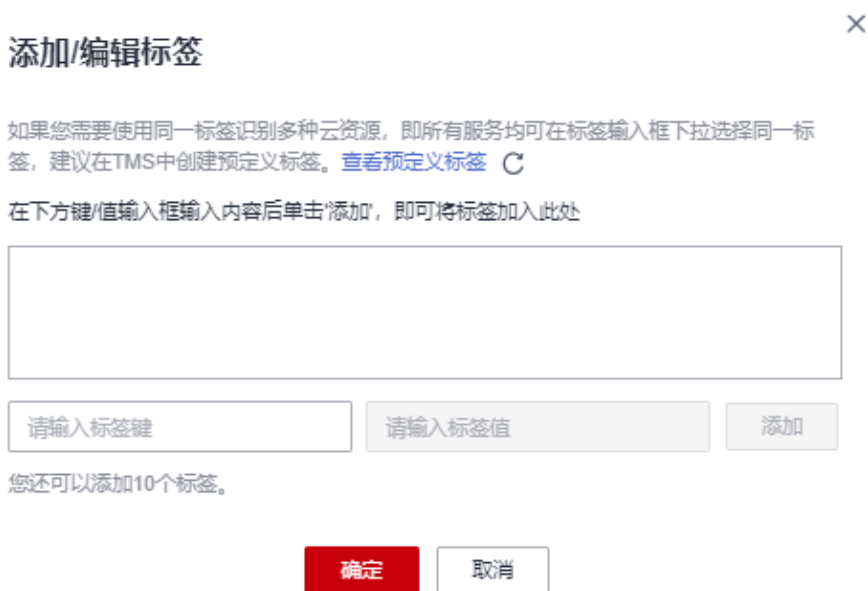 添加/编辑标签
如果您需要使用同一标签识别多种云资源，即所有服务均可在标签输入框下拉选择同一标
签，建议在TMS中创建预定义标签。查看预定义标签
在下方键/值输入框输入内容后单击'添加'，即可将标签加入此处
请输入标签键 请输入标签值 添加
您还可以添加10个标签。
确定 取消